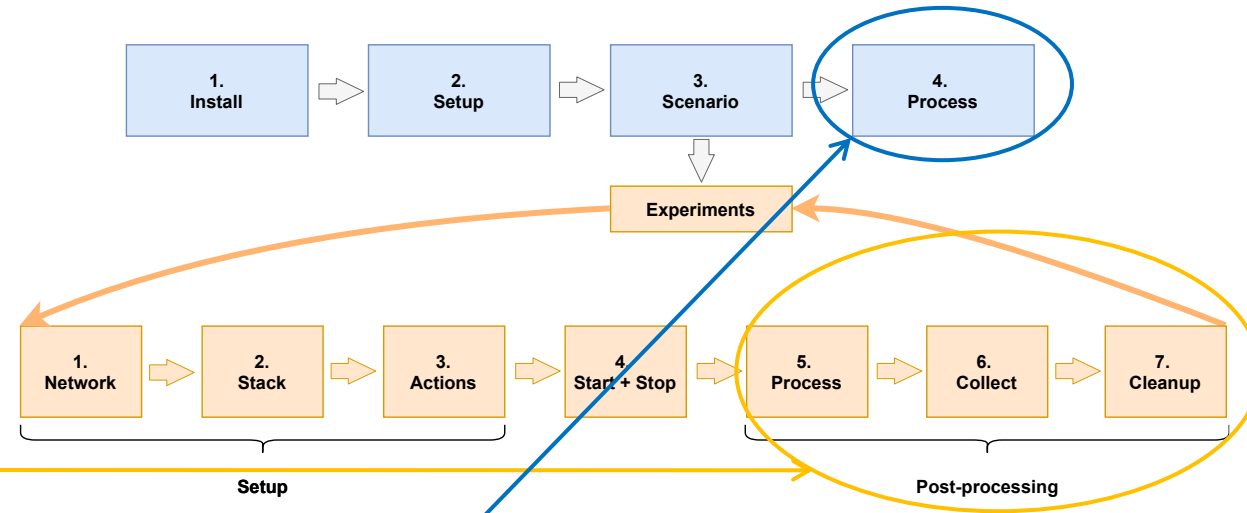 1.
Install
2.
Setup
3.
Scenario
4.
Process
Experiments
1.
Network
2.
Stack
3.
Actions
4.
Start + Stop
5.
Process
6.
Collect
7.
Cleanup
Setup
Post-processing